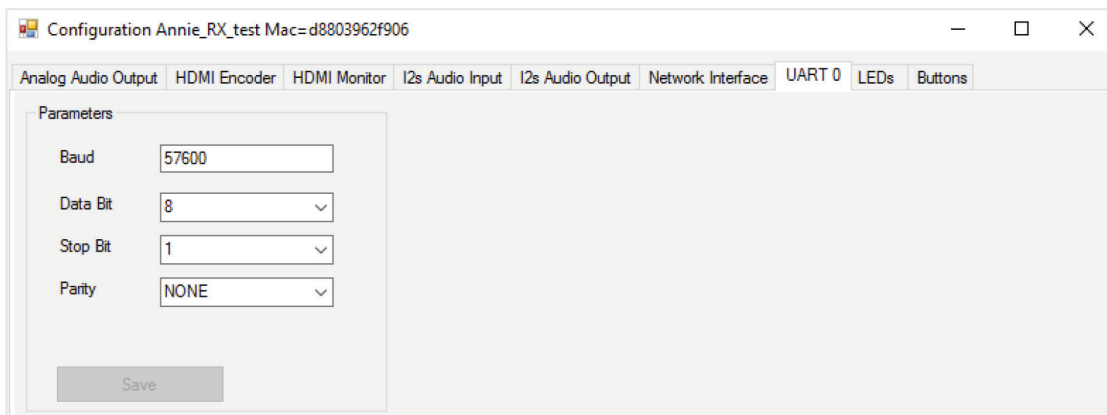 Configuration Annie_RX_test Mac=d8803962f906
Analog Audio Output HDMI Encoder HDMI Monitor I2s Audio Input I2s Audio Output Network Interface UART 0 LEDs Buttons
Parameters
Baud 57600
Data Bit 8
Stop Bit 1
Parity NONE
Save